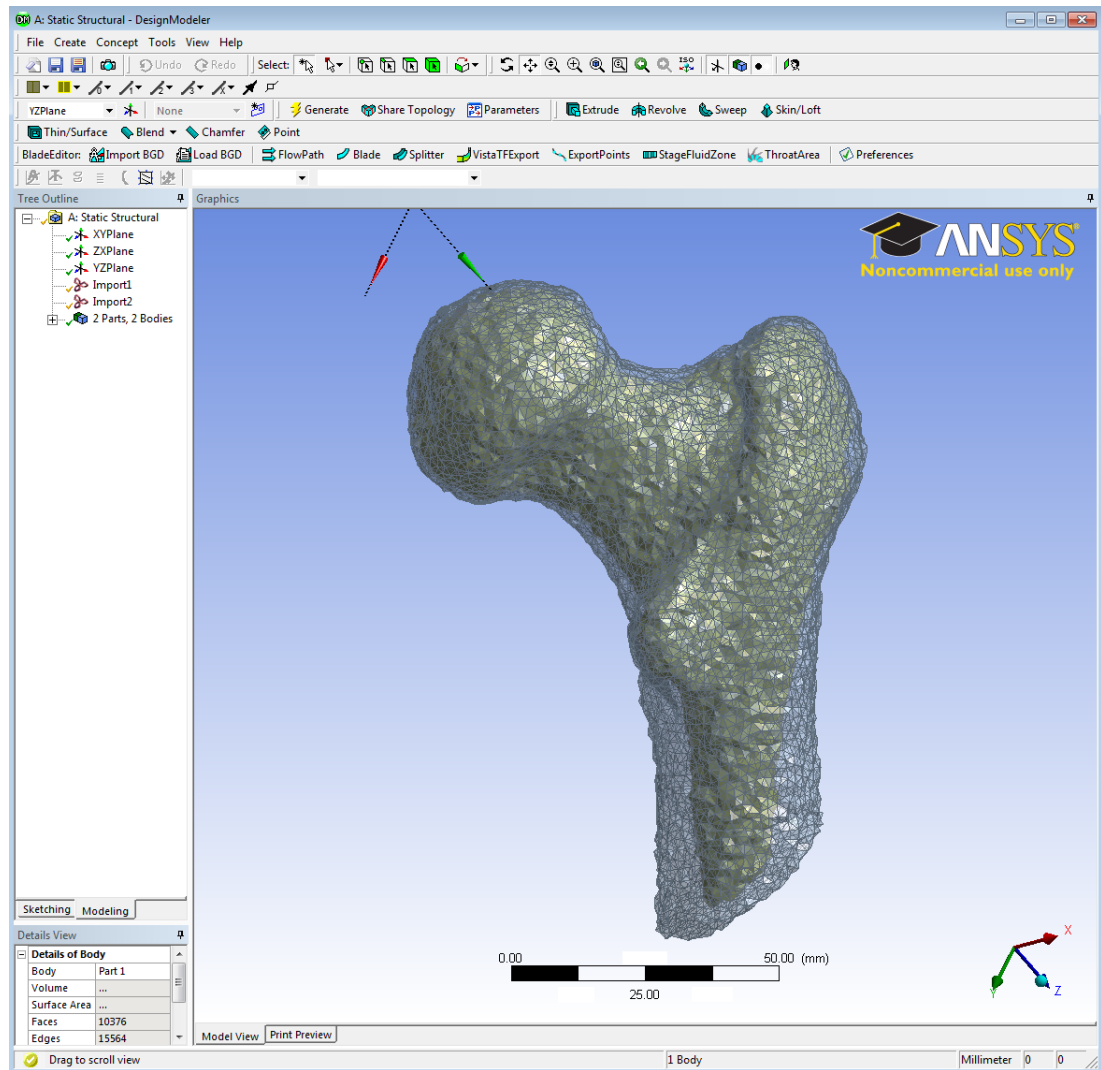 A: Static Structural - DesignModeler
File Create Concept Tools View Help
Undo Redo Select: ISO
YZPlane None Generate Share Topology Parameters Extrude Revolve Sweep Skin/Loft
Thin/Surface Blend Chamfer Point
BladeEditor: Import BGD Load BGD FlowPath Blade Splitter VistaTFExport ExportPoints StageFluidZone ThroatArea Preferences
Tree Outline
A: Static Structural
XYPlane
ZXPlane
YZPlane
Import1
Import2
2 Parts, 2 Bodies
Sketching Modeling
Details View
Details of Body
Body Part 1
Volume ...
Surface Area ...
Faces 10376
Edges 15564
Graphics
ANSYS
Noncommercial use only
0.00 50.00 (mm)
25.00
X
Y
Z
Model View Print Preview
Drag to scroll view 1 Body Millimeter 0 0